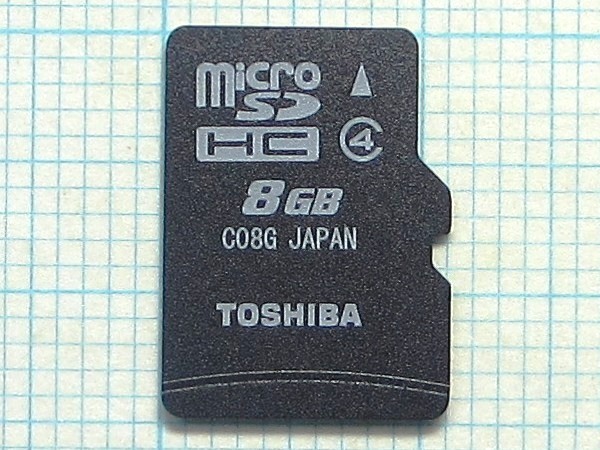 micro
SD
HC 4
8GB
C08G JAPAN
TOSHIBA